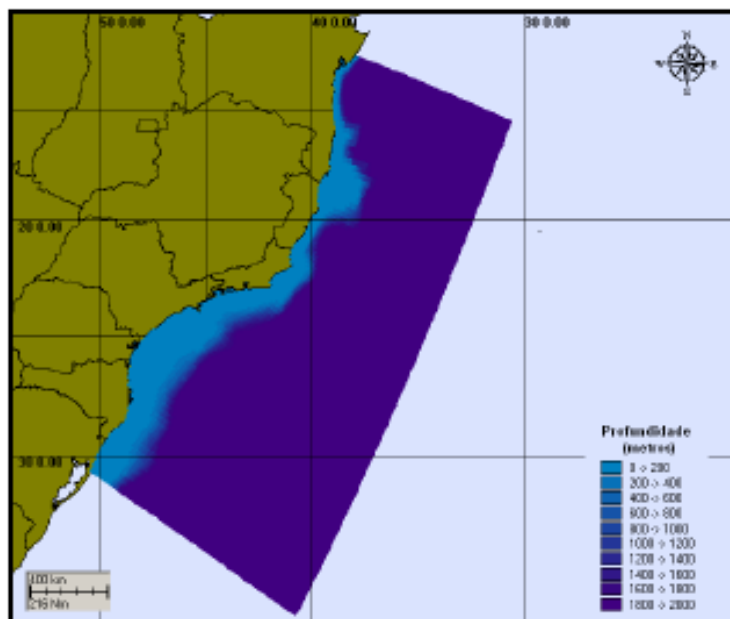 50 0.00
40 0.00
30 0.00
N
W
E
S
20 0.00
30 0.00
Profundidade
(metros)
0 -> 200
200 -> 400
400 -> 600
600 -> 800
800 -> 1000
1000 -> 1200
1200 -> 1400
1400 -> 1600
1600 -> 1800
1800 -> 2000
400 km
216 Nm